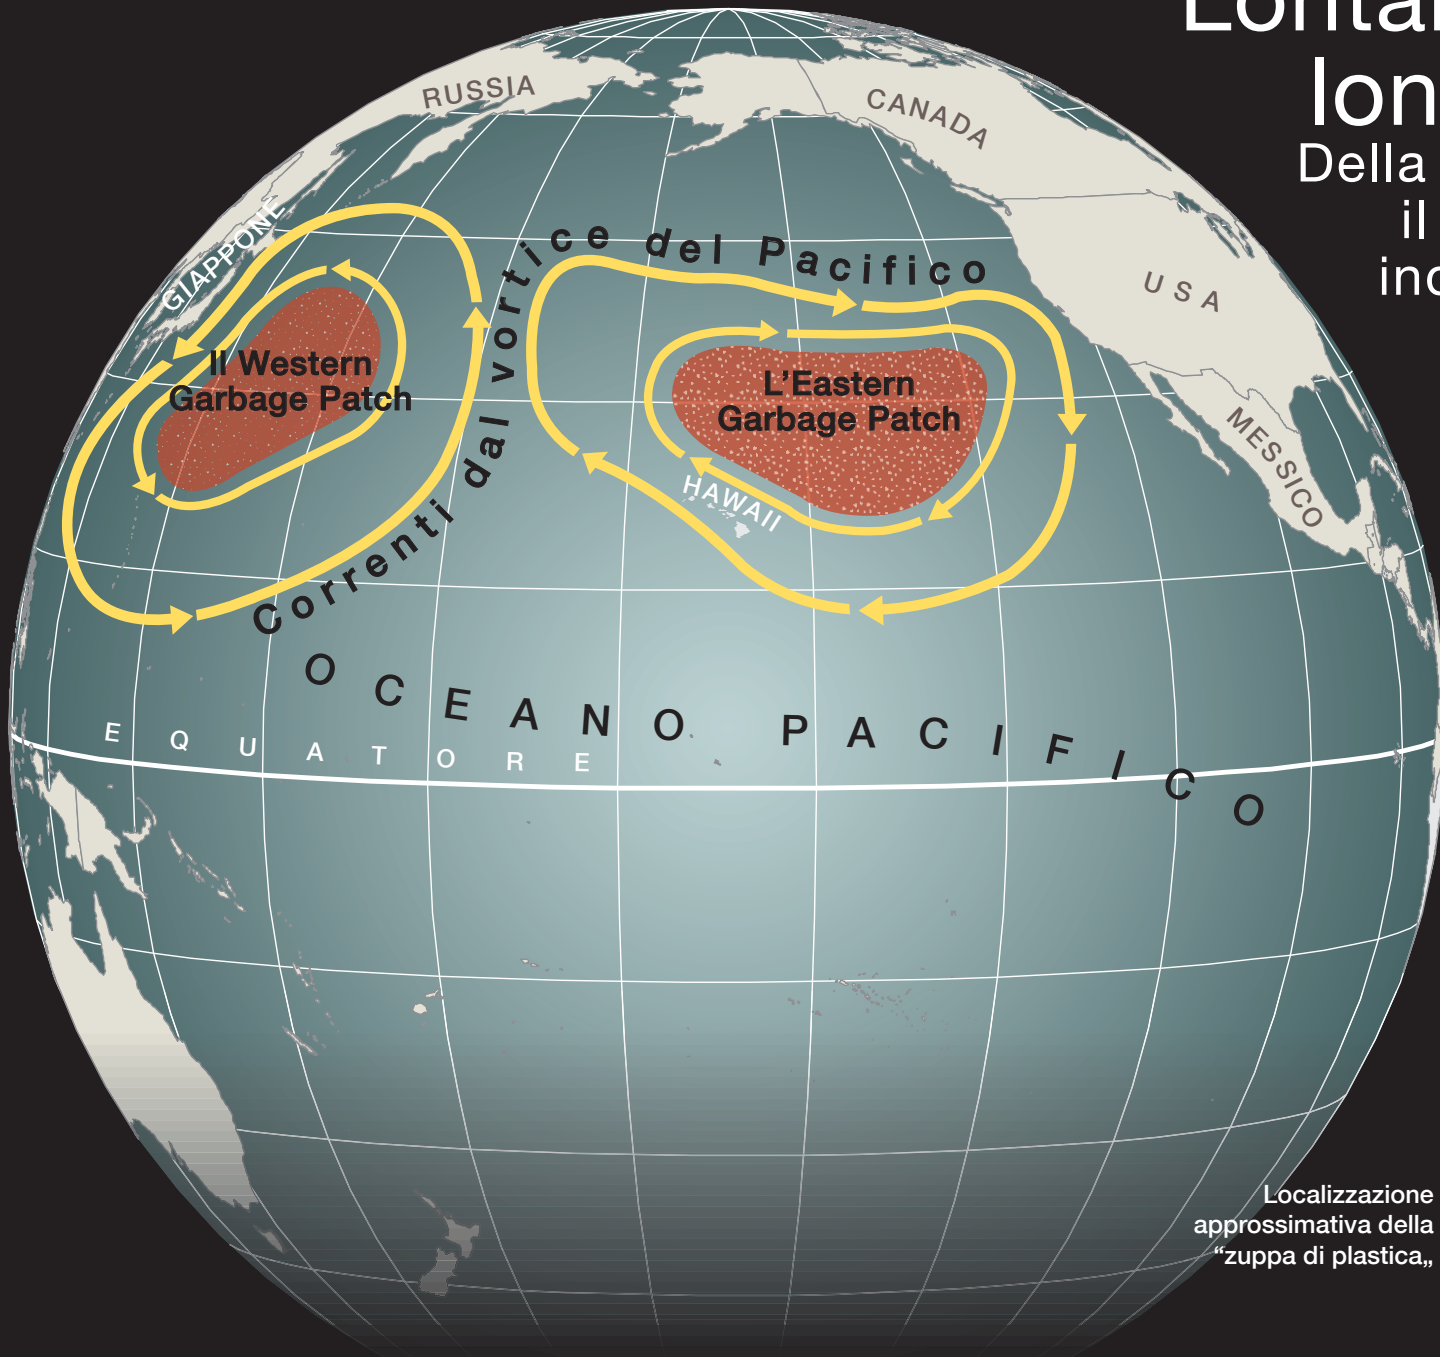 lon
Della
il
RUSSIA
CANADA
GIAPPONE
USA
MESSICO
HAWAII
Correnti dal vortice del Pacifico
Il Western
Garbage Patch
L'Eastern
Garbage Patch
OCEANO PACIFICO
EQUATORE
Localizzazione
approssimativa della
“zuppa di plastica„